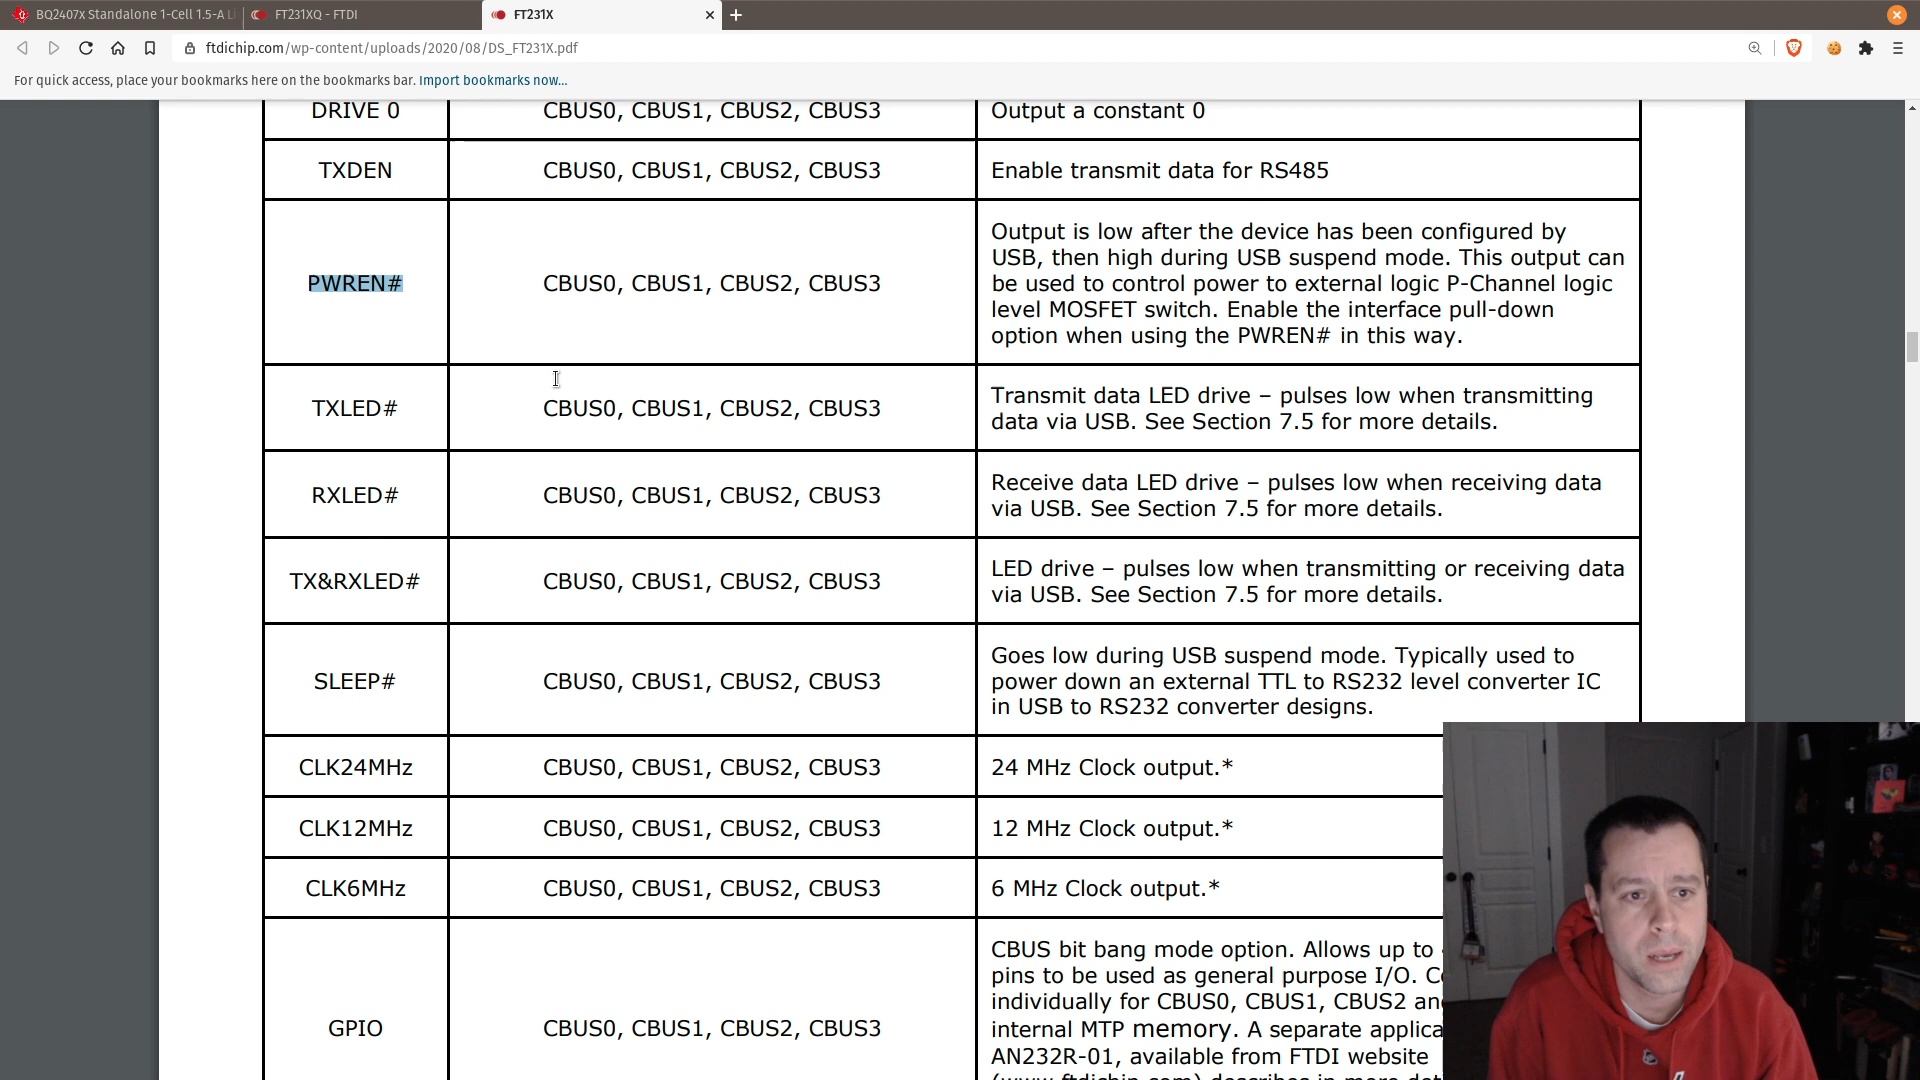 BQ2407x Standalone 1-Cell 1.5-A L
FT231XQ - FTDI
FT231X
ftdichip.com/wp-content/uploads/2020/08/DS_FT231X.pdf
For quick access, place your bookmarks here on the bookmarks bar. Import bookmarks now...
DRIVE 0
CBUS0, CBUS1, CBUS2, CBUS3
Output a constant 0
TXDEN
CBUS0, CBUS1, CBUS2, CBUS3
Enable transmit data for RS485
PWREN#
CBUS0, CBUS1, CBUS2, CBUS3
Output is low after the device has been configured by
USB, then high during USB suspend mode. This output can
be used to control power to external logic P-Channel logic
level MOSFET switch. Enable the interface pull-down
option when using the PWREN# in this way.
TXLED#
CBUS0, CBUS1, CBUS2, CBUS3
Transmit data LED drive – pulses low when transmitting
data via USB. See Section 7.5 for more details.
RXLED#
CBUS0, CBUS1, CBUS2, CBUS3
Receive data LED drive – pulses low when receiving data
via USB. See Section 7.5 for more details.
TX&RXLED#
CBUS0, CBUS1, CBUS2, CBUS3
LED drive – pulses low when transmitting or receiving data
via USB. See Section 7.5 for more details.
SLEEP#
CBUS0, CBUS1, CBUS2, CBUS3
Goes low during USB suspend mode. Typically used to
power down an external TTL to RS232 level converter IC
in USB to RS232 converter designs.
CLK24MHz
CBUS0, CBUS1, CBUS2, CBUS3
24 MHz Clock output.*
CLK12MHz
CBUS0, CBUS1, CBUS2, CBUS3
12 MHz Clock output.*
CLK6MHz
CBUS0, CBUS1, CBUS2, CBUS3
6 MHz Clock output.*
GPIO
CBUS0, CBUS1, CBUS2, CBUS3
CBUS bit bang mode option. Allows up to
pins to be used as general purpose I/O. C
individually for CBUS0, CBUS1, CBUS2 an
internal MTP memory. A separate applica
AN232R-01, available from FTDI website